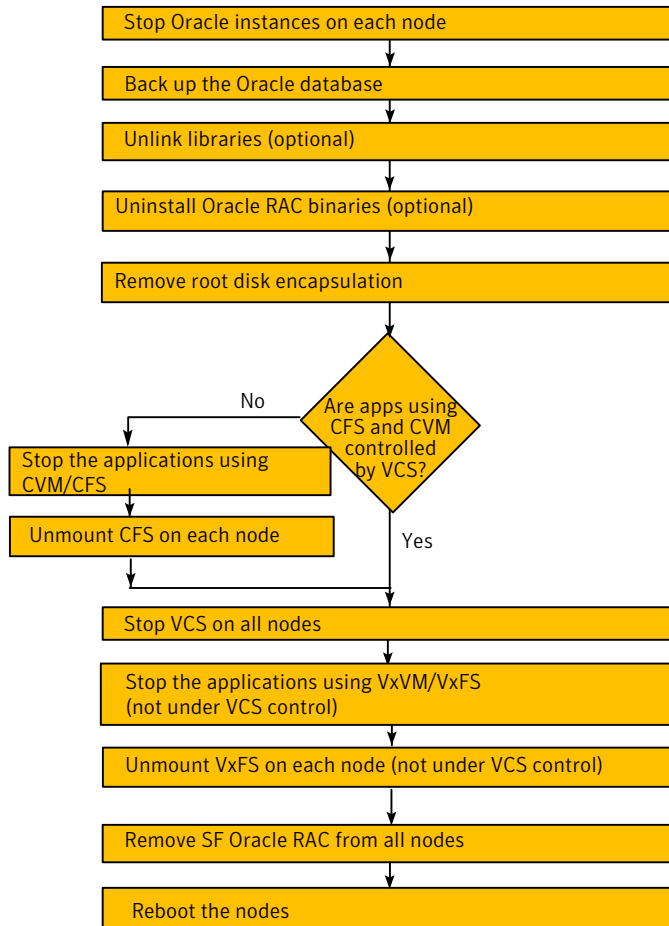 Stop Oracle instances on each node
Back up the Oracle database
Unlink libraries (optional)
Uninstall Oracle RAC binaries (optional)
Remove root disk encapsulation
No
Are apps using
CFS and CVM
controlled
by VCS?
Stop the applications using
CVM/CFS
Unmount CFS on each node
Yes
Stop VCS on all nodes
Stop the applications using VxVM/VxFS
(not under VCS control)
Unmount VxFS on each node (not under VCS control)
Remove SF Oracle RAC from all nodes
Reboot the nodes